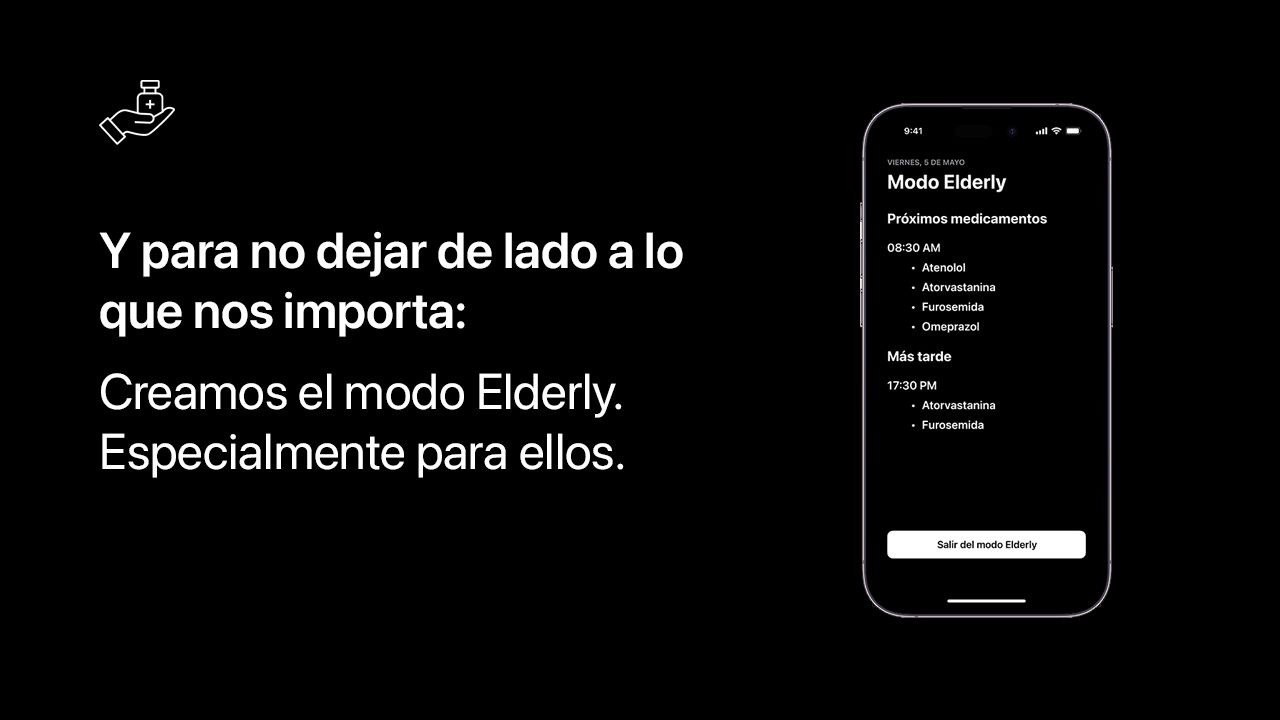 Y para no dejar de lado a lo
que nos importa:
Creamos el modo Elderly.
Especialmente para ellos.
9:41
VIERNES, 5 DE MAYO
Modo Elderly
Próximos medicamentos
08:30 AM
• Atenolol
• Atorvastanina
• Furosemida
• Omeprazol
Más tarde
17:30 PM
• Atorvastanina
• Furosemida
Salir del modo Elderly